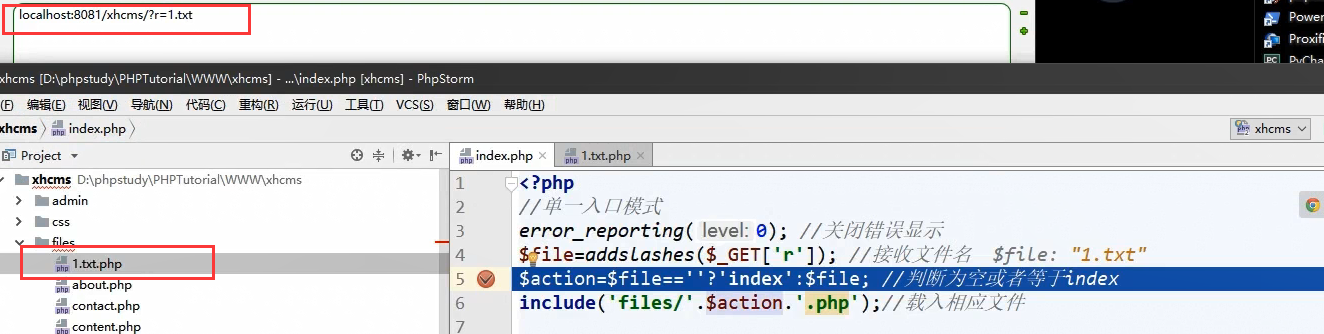 localhost:8081/xhcms/?r=1.txt
Power
Proxifi
PyChar
xhcms [D:\phpstudy\PHPTutorial\WWW\xhcms] - ...\index.php [xhcms] - PhpStorm
(F) 编辑(E) 视图(V) 导航(N) 代码(C) 重构(R) 运行(U) 工具(T) VCS(S) 窗口(W) 帮助(H)
xhcms index.php
xhcms
Project
index.php
1.txt.php
xhcms D:\phpstudy\PHPTutorial\WWW\xhcms
admin
css
files
1.txt.php
about.php
contact.php
content.php
1 <?php
2 //单一入口模式
3 error_reporting( level: 0); //关闭错误显示
4 $file=addslashes($_GET['r']); //接收文件名 $file: "1.txt"
5 $action=$file==''?'index':$file; //判断为空或者等于index
6 include('files/'.$action.'.php');//载入相应文件
7